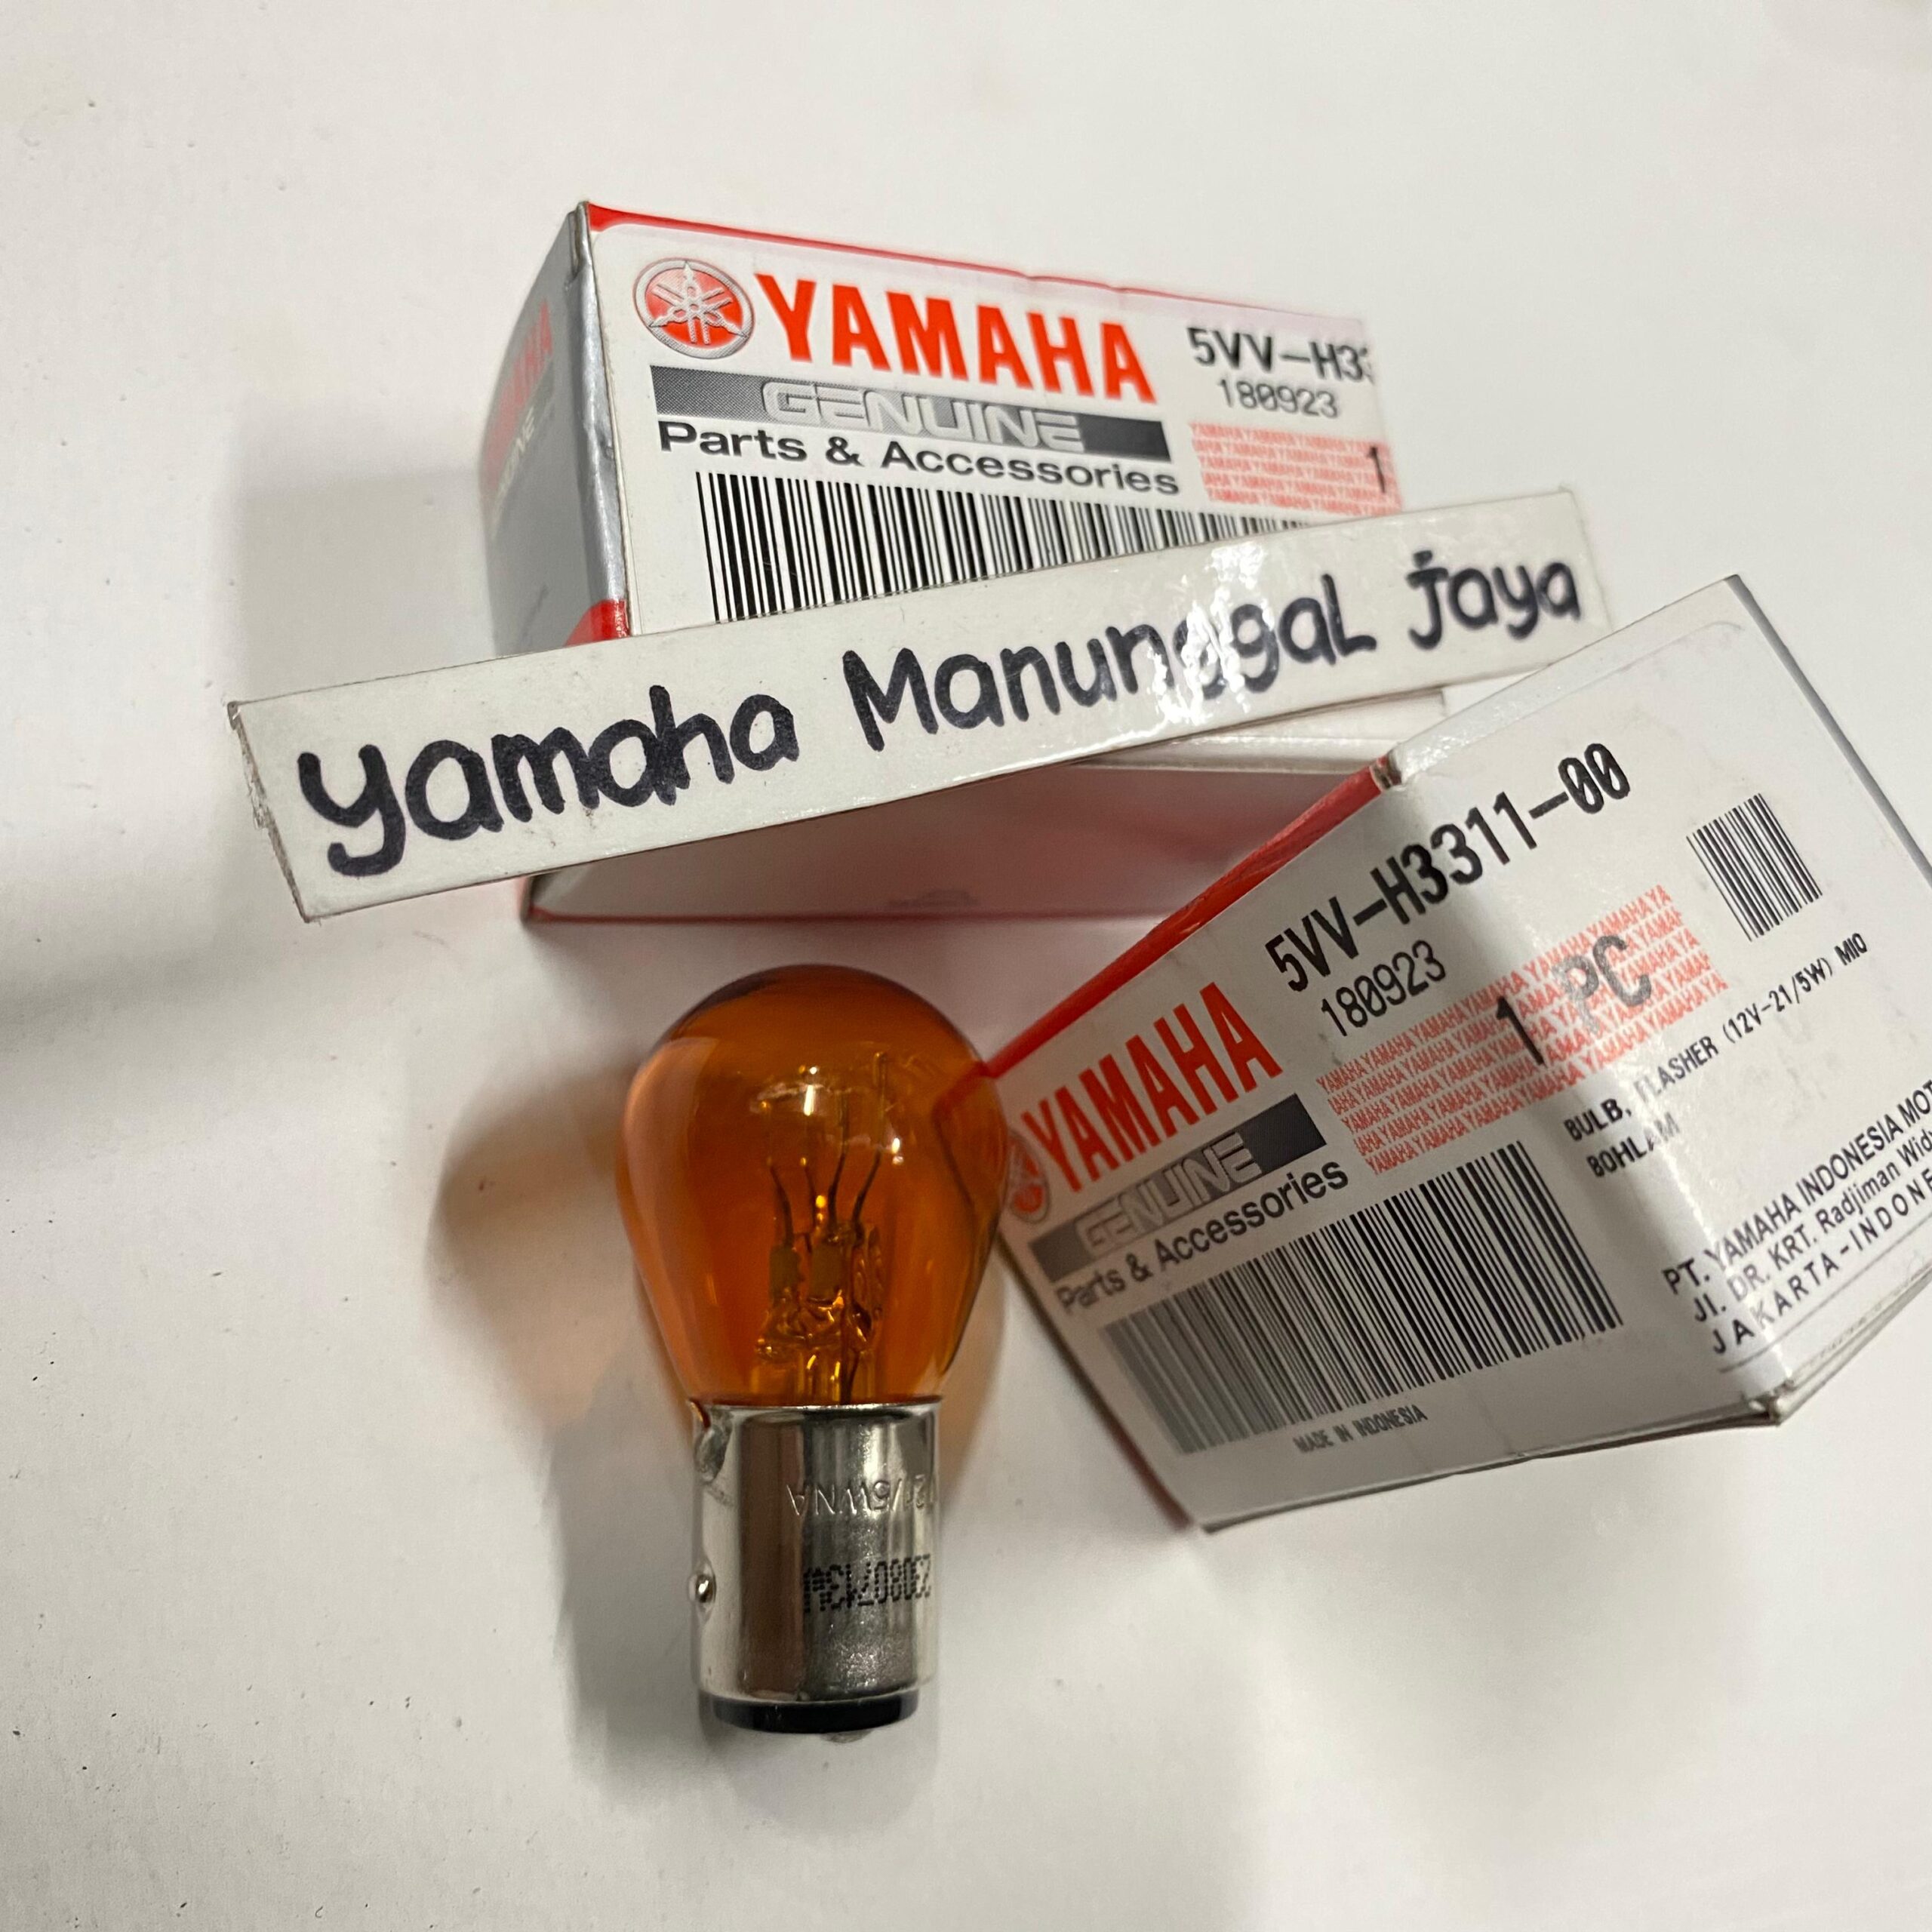 YAMAHA
GENUINE
Parts & Accessories
5VV-H33
180923
1
Yamaha Manunggal Jaya
5VV-H3311-00
180923
1 PC
YAMAHA
GENUINE
Parts & Accessories
BULB, FLASHER (12V-21/5W) MIO
BOHLAM
PT. YAMAHA INDONESIA MOT
Jl. DR. KRT. Radjiman Widy
JAKARTA-INDONE
MADE IN INDONESIA